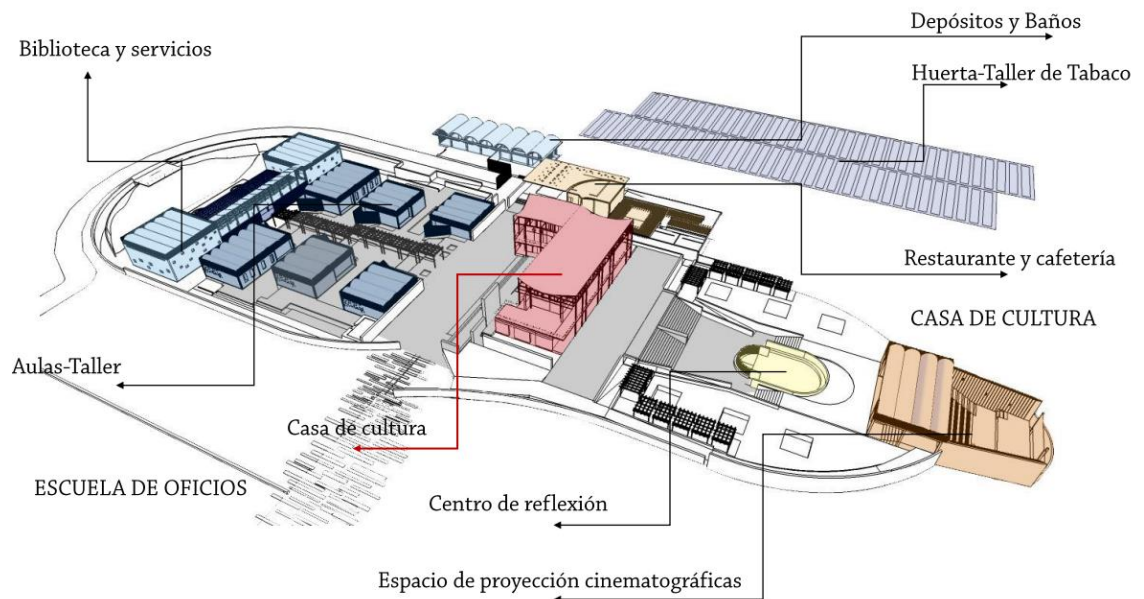 Depósitos y Baños
Biblioteca y servicios
Huerta-Taller de Tabaco
Restaurante y cafetería
CASA DE CULTURA
Aulas-Taller
Casa de cultura
ESCUELA DE OFICIOS
Centro de reflexión
Espacio de proyección cinematográficas